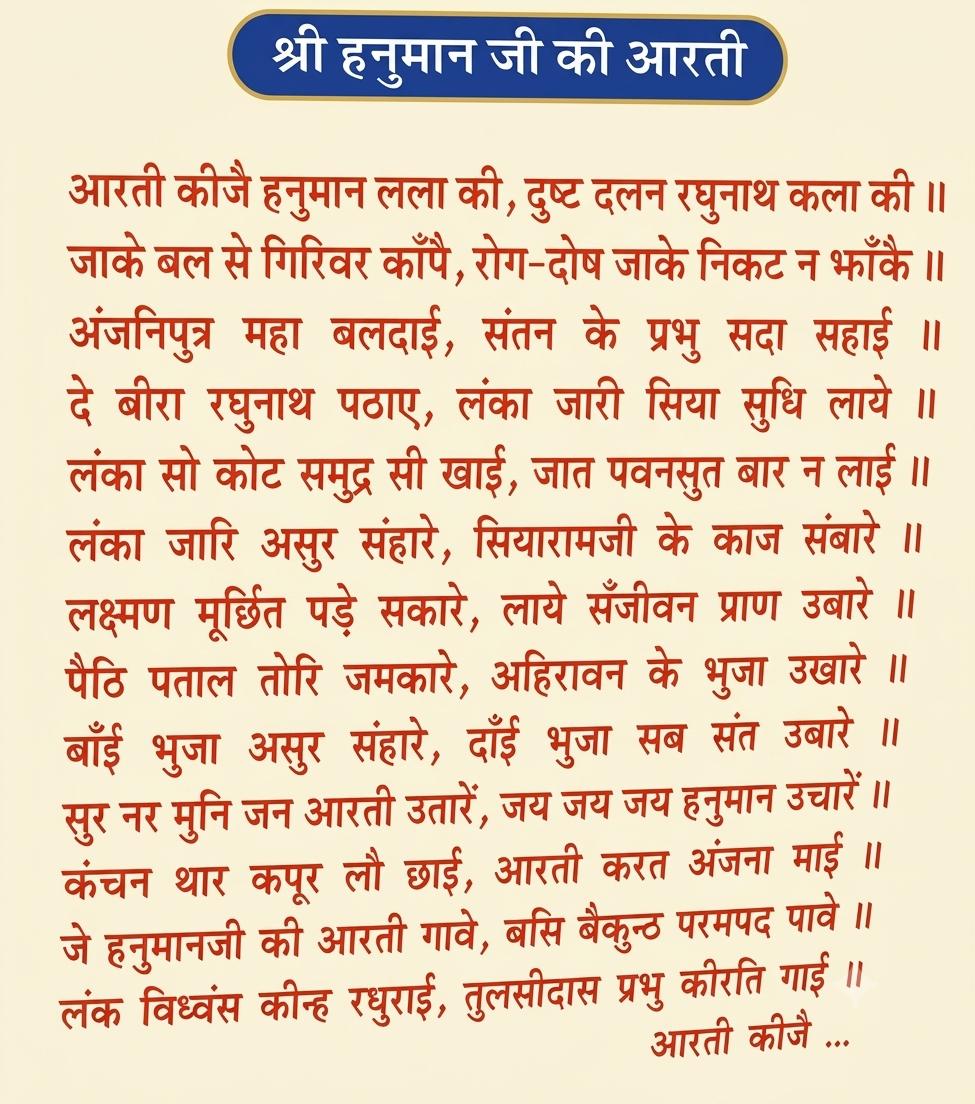 श्री हनुमान जी की आरती
आरती कीजै हनुमान लला की, दुष्ट दलन रघुनाथ कला की ॥
जाके बल से गिरिवर काँपै, रोग-दोष जाके निकट न झाँकै ॥
अंजनिपुत्र महा बलदाई, संतन के प्रभु सदा सहाई ॥
दे बीरा रघुनाथ पठाए, लंका जारी सिया सुधि लाये ॥
लंका सो कोट समुद्र सी खाई, जात पवनसुत बार न लाई ॥
लंका जारि असुर संहारे, सियारामजी के काज संबारे ॥
लक्ष्मण मूर्छित पड़े सकारे, लाये सँजीवन प्राण उबारे ॥
पैठि पताल तोरि जमकारे, अहिरावन के भुजा उखारे ॥
बाँई भुजा असुर संहारे, दाँई भुजा सब संत उबारे ॥
सुर नर मुनि जन आरती उतारें, जय जय जय हनुमान उचारें ॥
कंचन थार कपूर लौ छाई, आरती करत अंजना माई ॥
जे हनुमानजी की आरती गावे, बसि बैकुन्ठ परमपद पावे ॥
लंक विध्वंस कीन्ह रधुराई, तुलसीदास प्रभु कीरति गाई ॥
आरती कीजै ...